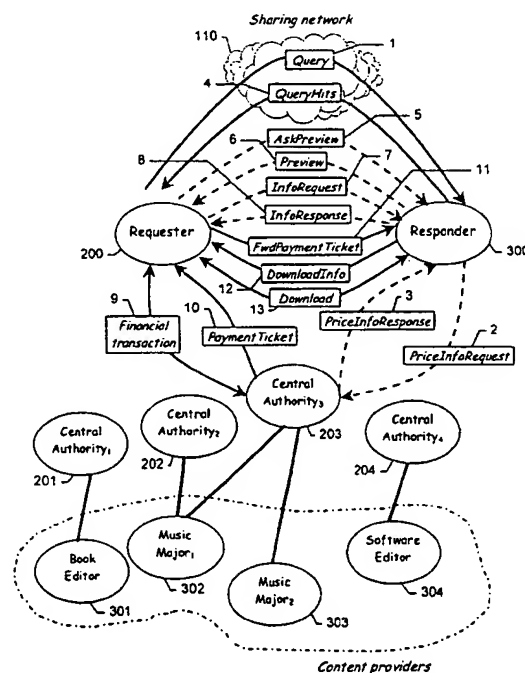 Sharing network
110
1
Query
4
QueryHits
5
AskPreview
6
Preview
7
8
InfoRequest
11
InfoResponse
Requester
200
FwdPaymentTicket
Responder
300
DownloadInfo
12
Download
13
9
10
3
Financial
transaction
PaymentTicket
PriceInfoResponse
2
PriceInfoRequest
Central
Authority₃
203
Central
Authority₁
201
Central
Authority₂
202
Central
Authority₄
204
Book
Editor
301
Music
Major₁
302
Music
Major₂
303
Software
Editor
304
Content providers